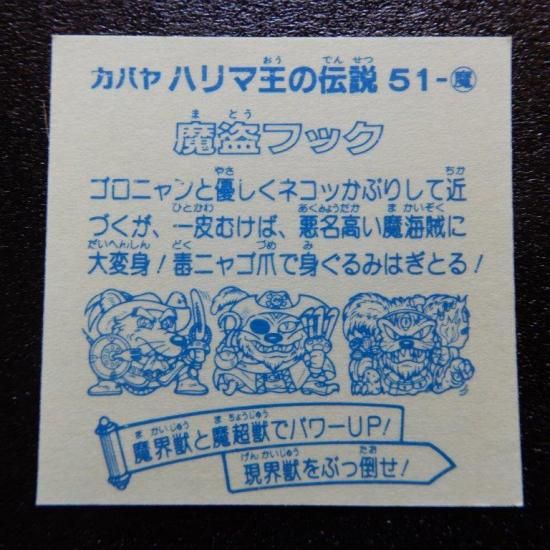 カバヤ ハリマ王の伝説 51-魔
魔盗フック
ゴロニャンと優しくネコッかぶりして近
づくが、一皮むけば、悪名高い魔海賊に
大変身！毒ニャゴ爪で身ぐるみはぎとる！
魔界獣と魔超獣でパワーUP！
現界獣をぶっ倒せ！